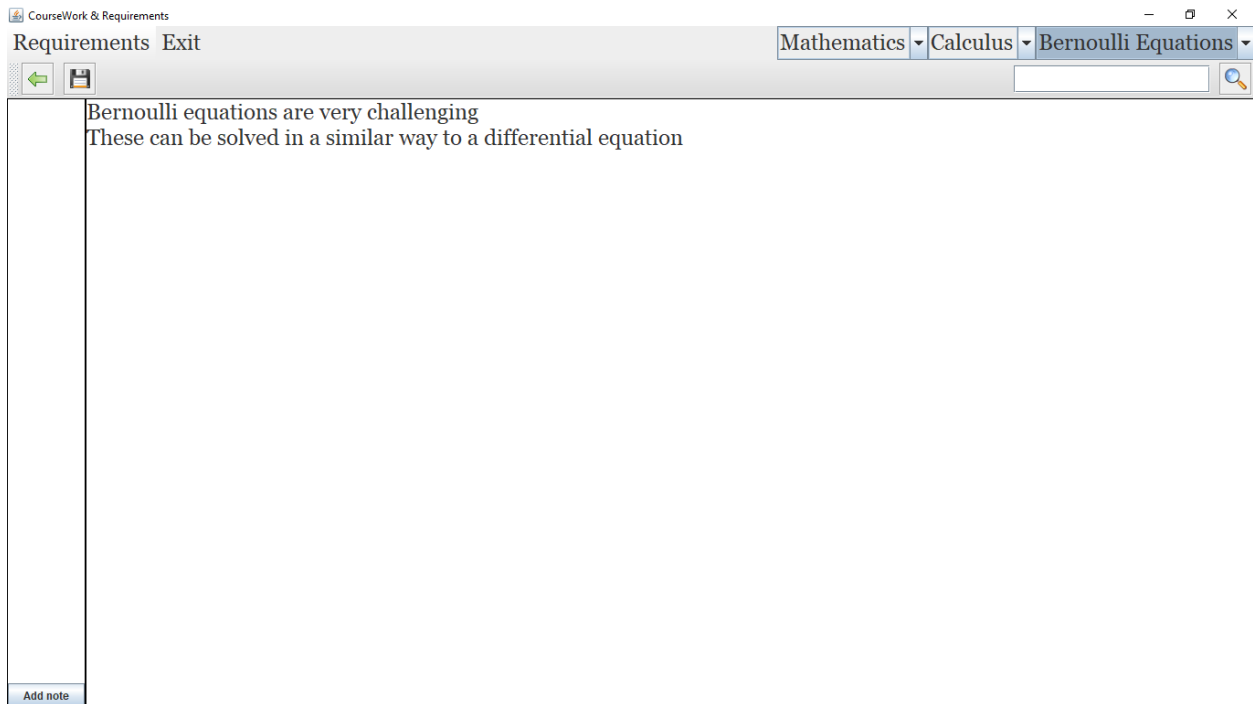 CourseWork & Requirements
Requirements Exit
Mathematics Calculus Bernoulli Equations
Bernoulli equations are very challenging
These can be solved in a similar way to a differential equation
Add note